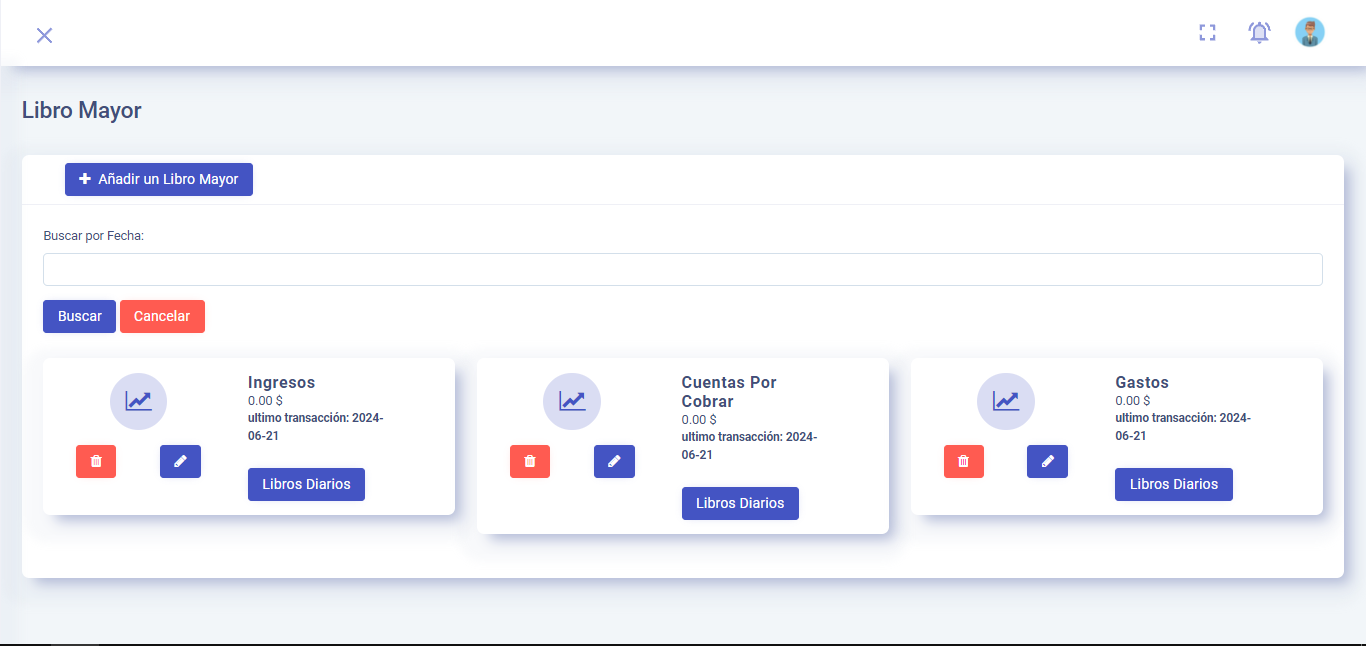 Libro Mayor
Añadir un Libro Mayor
Buscar por Fecha:
Buscar
Cancelar
Ingresos
0.00 $
ultimo transacción: 2024-
06-21
Libros Diarios
Cuentas Por
Cobrar
0.00 $
ultimo transacción: 2024-
06-21
Libros Diarios
Gastos
0.00 $
ultimo transacción: 2024-
06-21
Libros Diarios